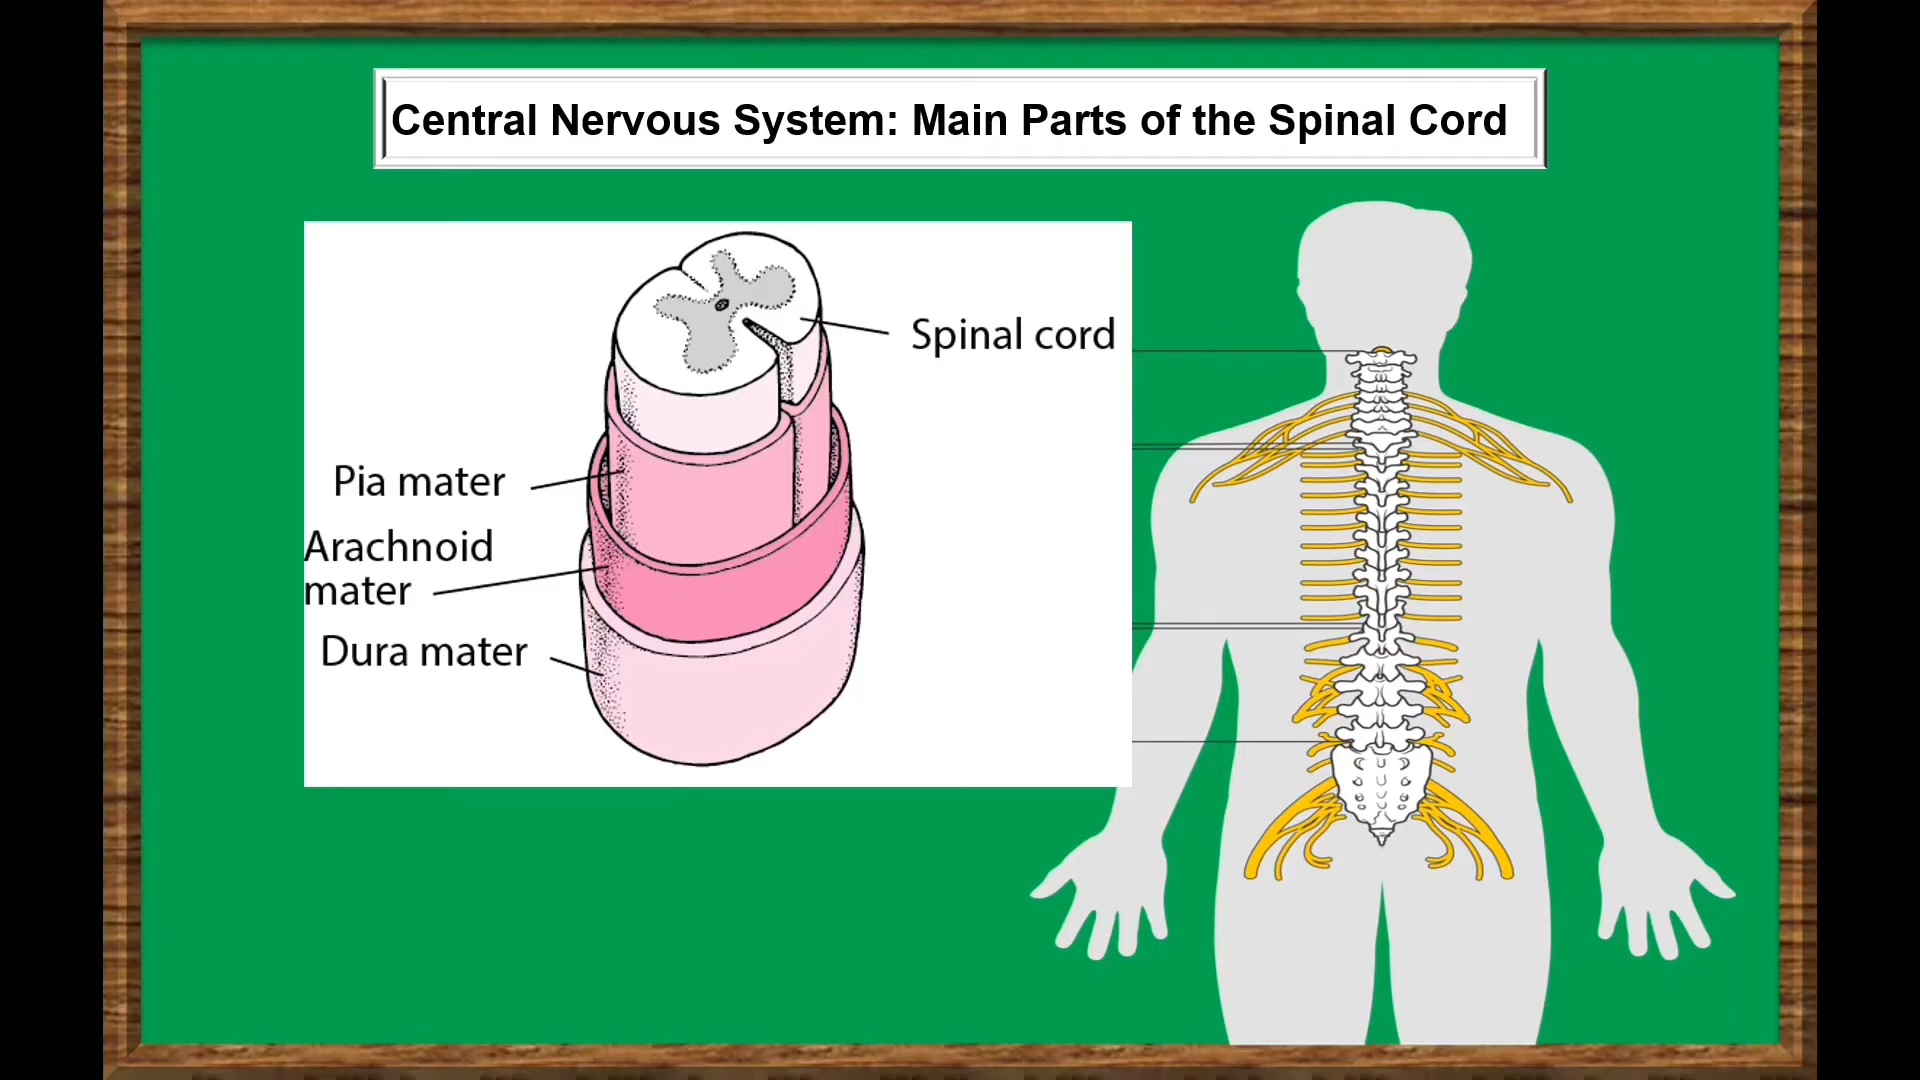 Central Nervous System: Main Parts of the Spinal Cord
Spinal cord
Pia mater
Arachnoid
mater
Dura mater